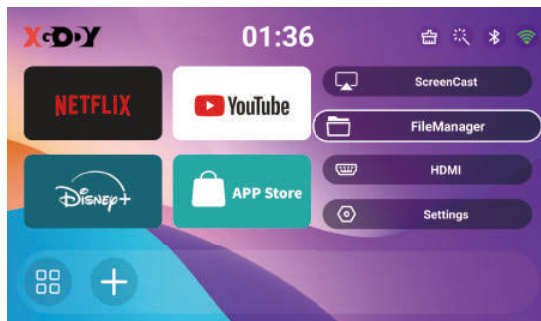 XGODY
01:36
NETFLIX
YouTube
Disney+
APP Store
ScreenCast
FileManager
HDMI
Settings